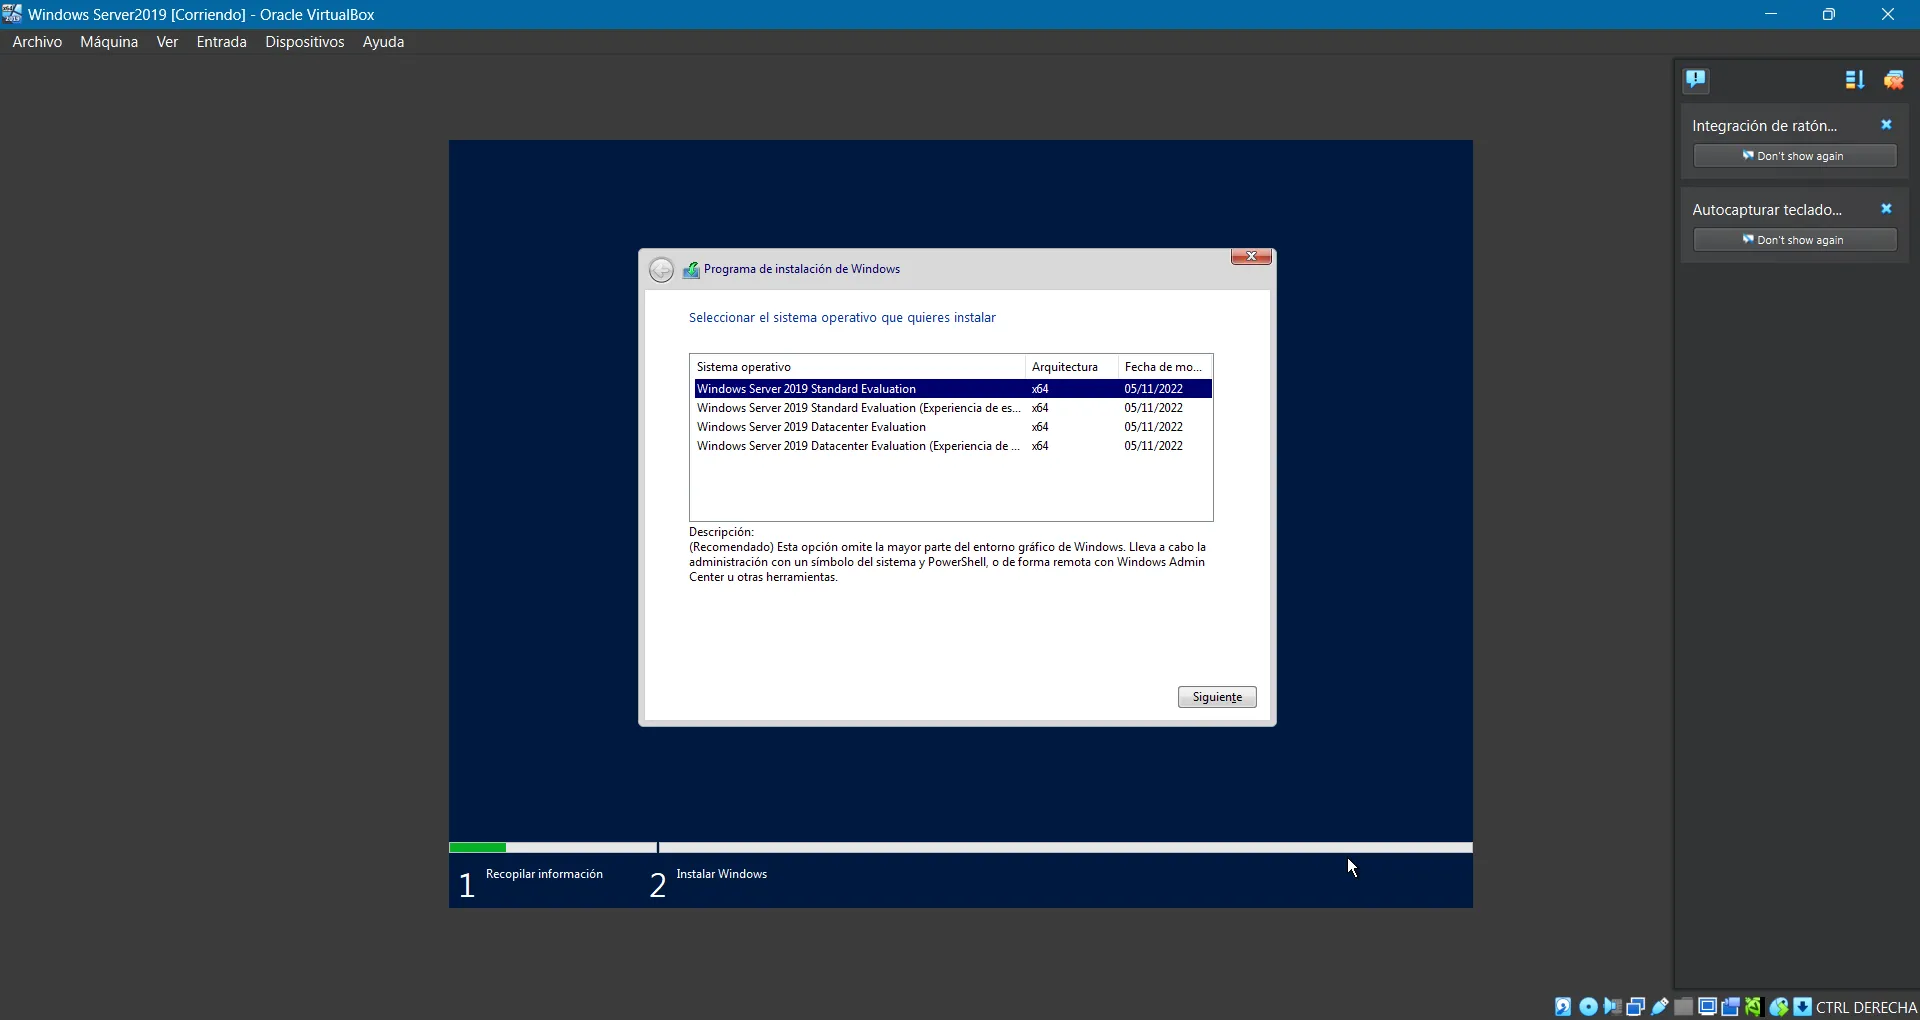 Windows Server2019 [Corriendo] - Oracle VirtualBox
Archivo Máquina Ver Entrada Dispositivos Ayuda
Integración de ratón...
Don't show again
Autocapturar teclado...
Don't show again
Programa de instalación de Windows
Seleccionar el sistema operativo que quieres instalar
Sistema operativo Arquitectura Fecha de mo...
Windows Server 2019 Standard Evaluation x64 05/11/2022
Windows Server 2019 Standard Evaluation (Experiencia de es... x64 05/11/2022
Windows Server 2019 Datacenter Evaluation x64 05/11/2022
Windows Server 2019 Datacenter Evaluation (Experiencia de ... x64 05/11/2022
Descripción:
(Recomendado) Esta opción omite la mayor parte del entorno gráfico de Windows. Lleva a cabo la
administración con un símbolo del sistema y PowerShell, o de forma remota con Windows Admin
Center u otras herramientas.
Siguiente
1 Recopilar información 2 Instalar Windows
CTRL DERECHA